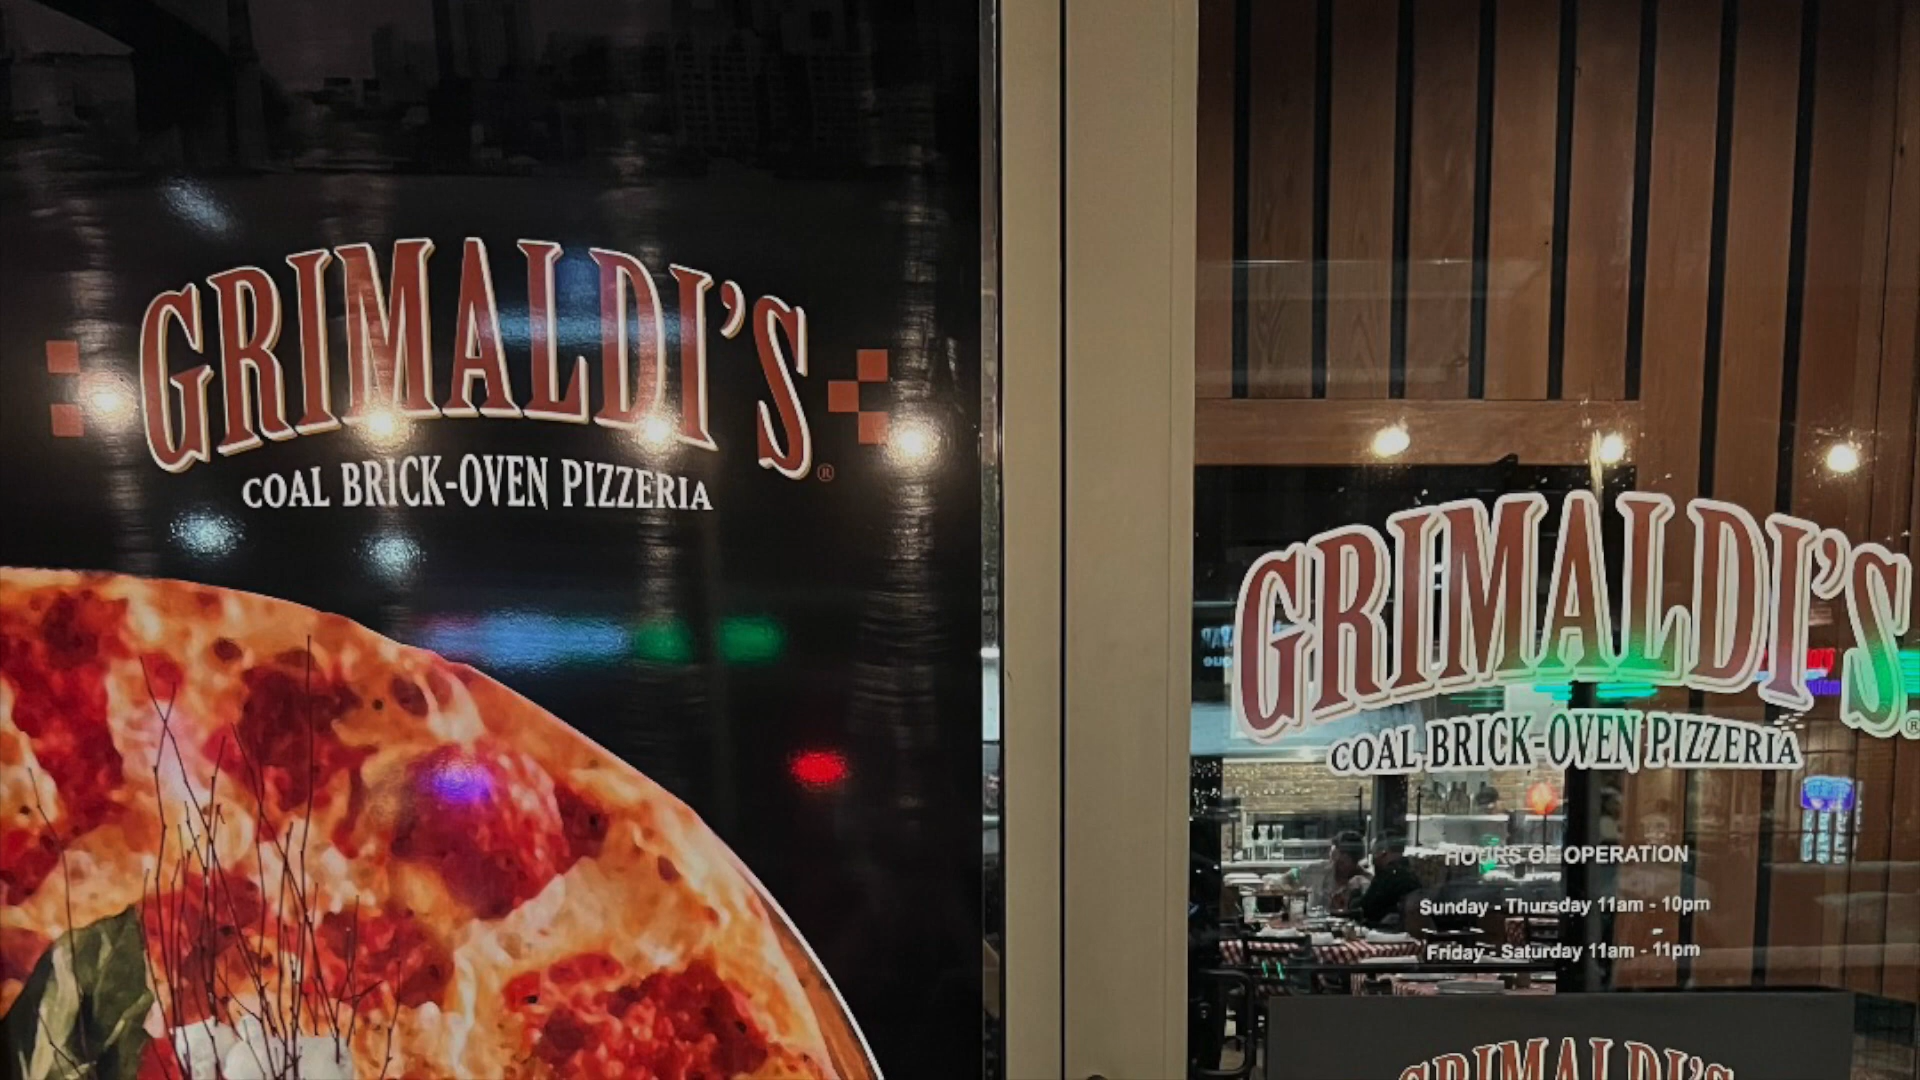 GRIMALDI'S
COAL BRICK-OVEN PIZZERIA
®
GRIMALDI'S
®
COAL BRICK-OVEN PIZZERIA
HOURS OF OPERATION
Sunday - Thursday 11am - 10pm
Friday - Saturday 11am - 11pm
GRIMALDI'S